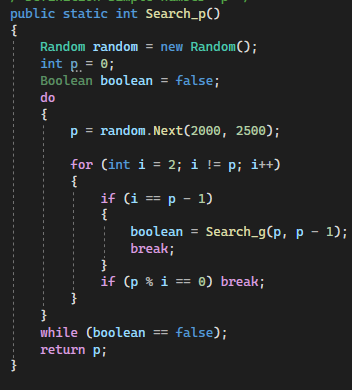 public static int Search_p()
{
Random random = new Random();
int p = 0;
Boolean boolean = false;
do
{
p = random.Next(2000, 2500);
for (int i = 2; i != p; i++)
{
if (i == p - 1)
{
boolean = Search_g(p, p - 1);
break;
}
if (p % i == 0) break;
}
}
while (boolean == false);
return p;
}